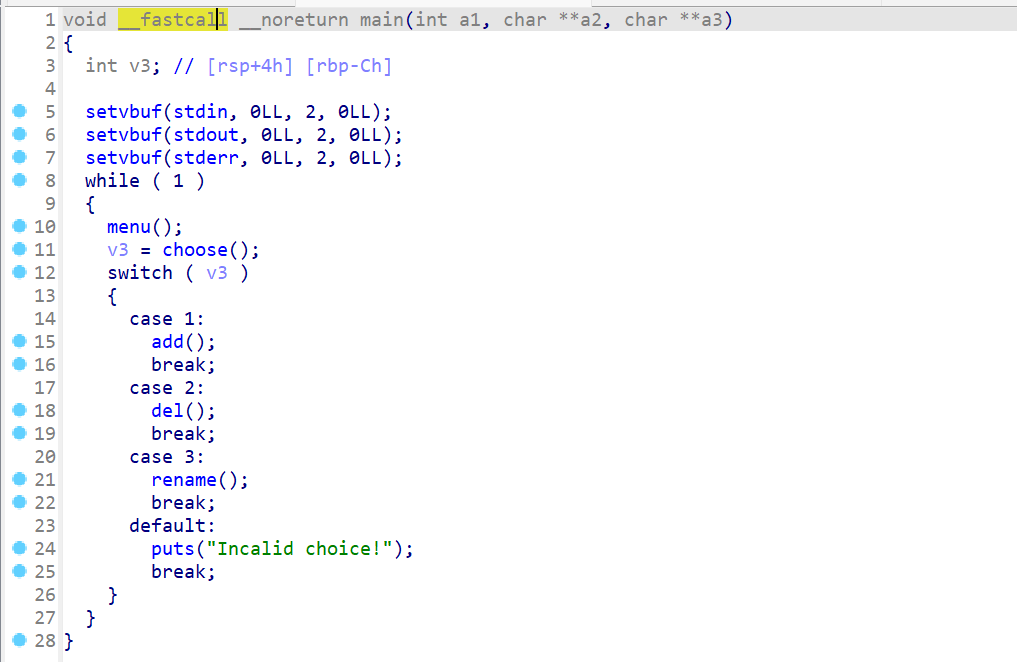 1 void __fastcall __noreturn main(int a1, char **a2, char **a3)
2 {
3 int v3; // [rsp+4h] [rbp-Ch]
4
5 setvbuf(stdin, 0LL, 2, 0LL);
6 setvbuf(stdout, 0LL, 2, 0LL);
7 setvbuf(stderr, 0LL, 2, 0LL);
8 while ( 1 )
9 {
10 menu();
11 v3 = choose();
12 switch ( v3 )
13 {
14 case 1:
15 add();
16 break;
17 case 2:
18 del();
19 break;
20 case 3:
21 rename();
22 break;
23 default:
24 puts("Incalid choice!");
25 break;
26 }
27 }
28 }